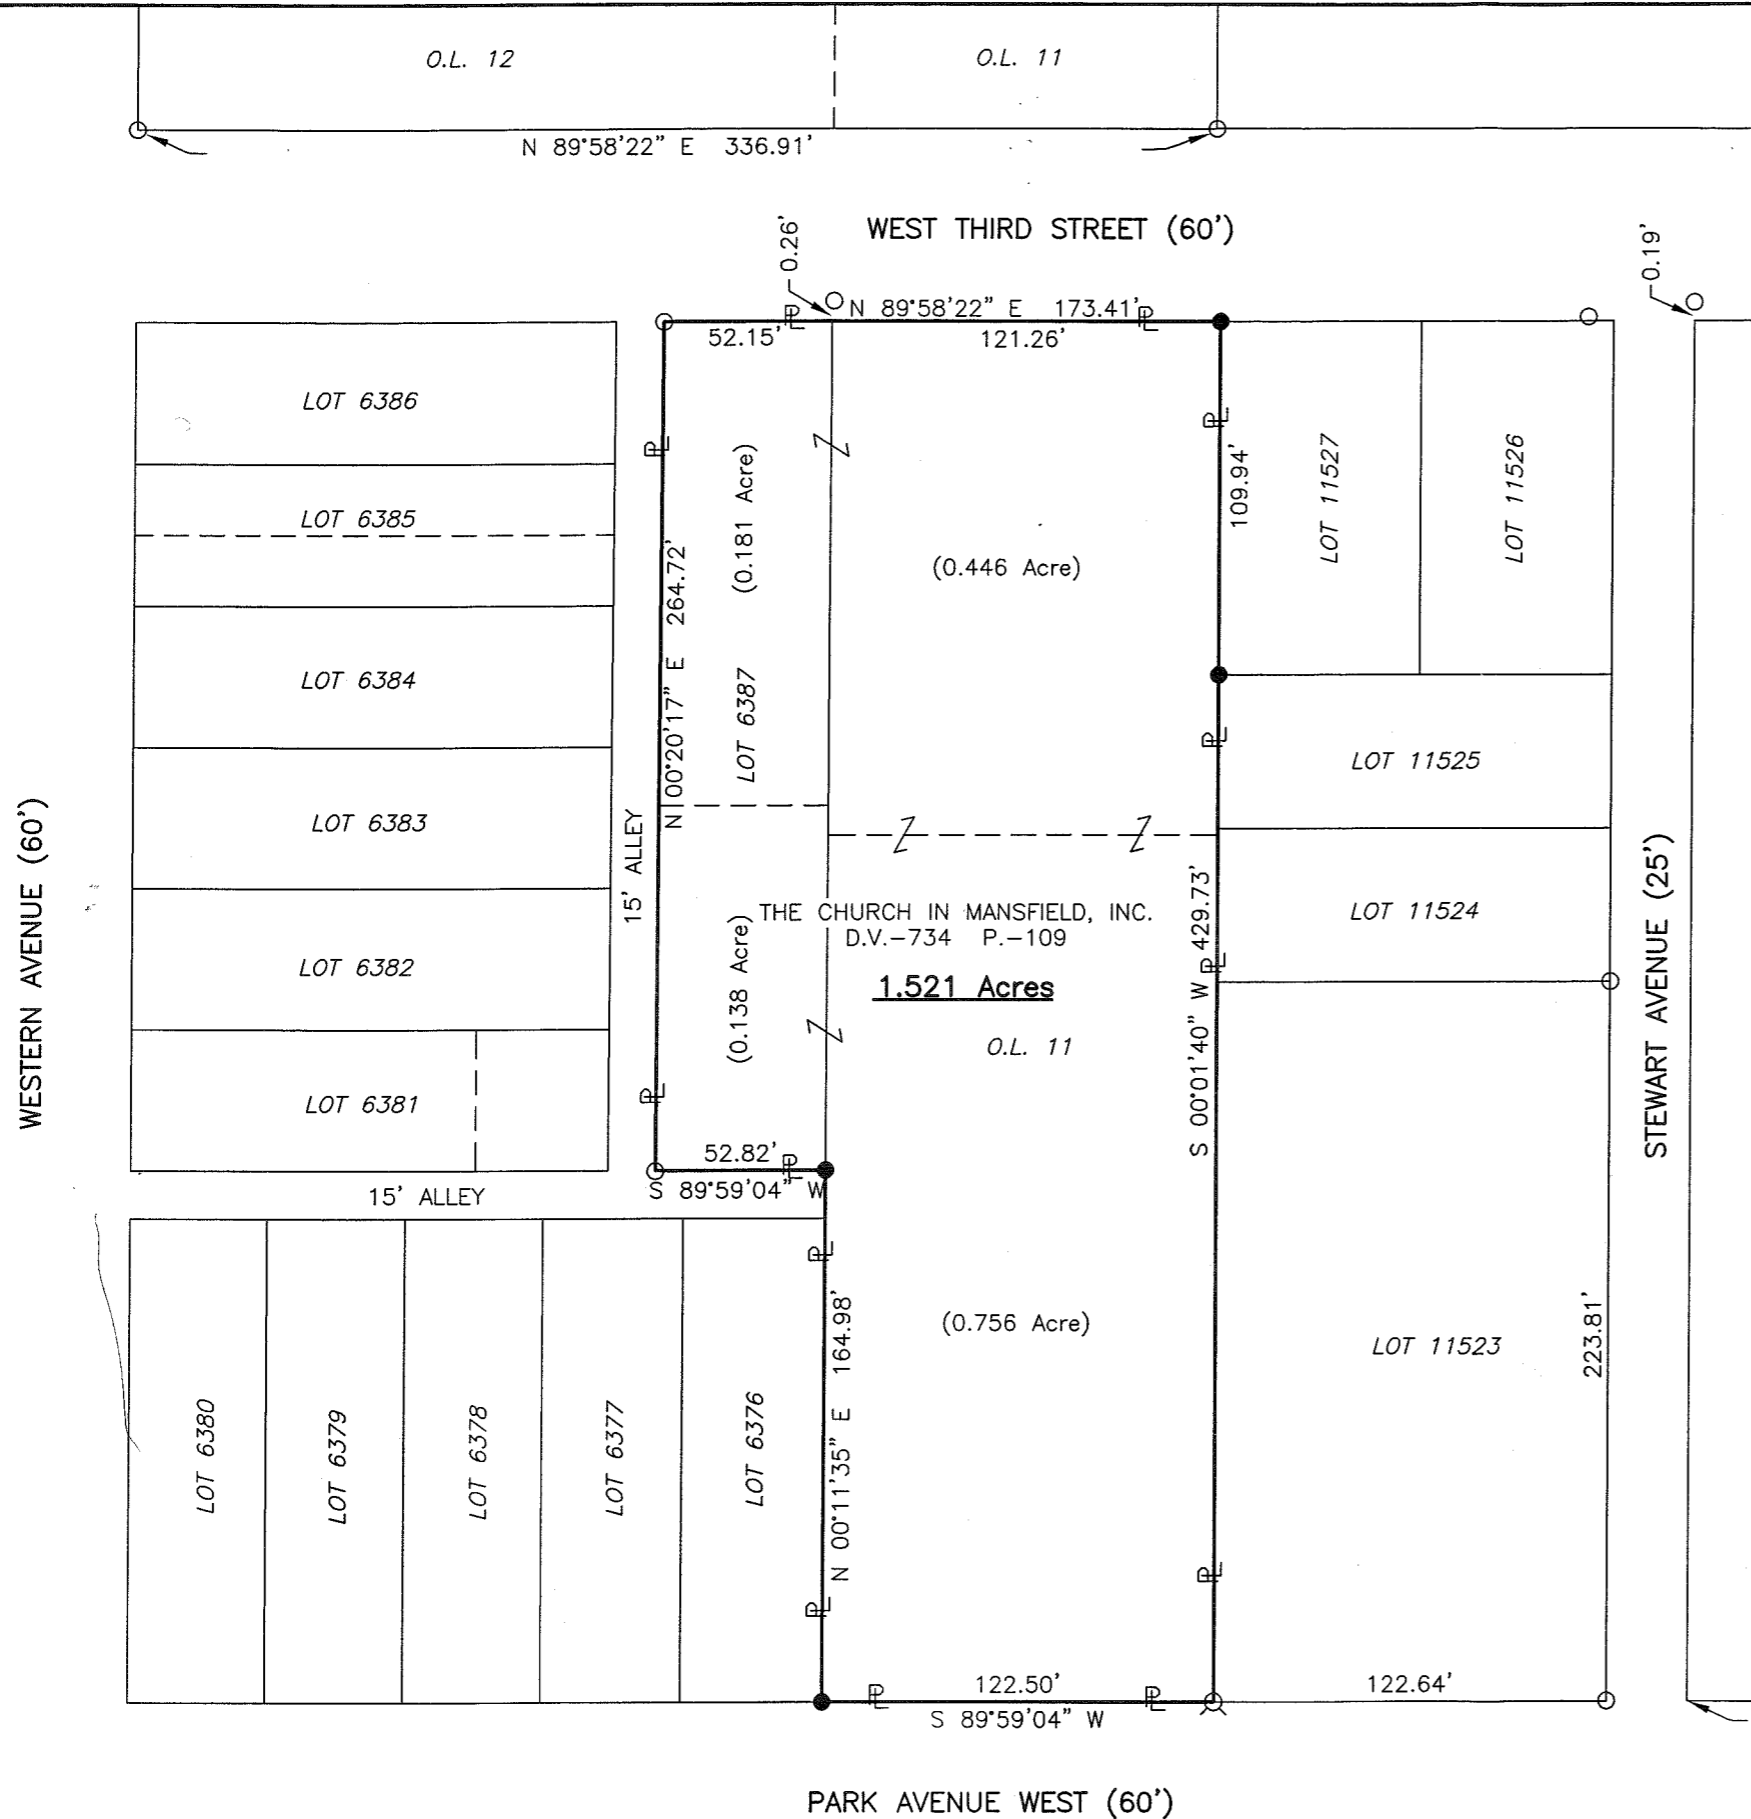 O.L. 12
O.L. 11
N 89°58'22" E 336.91'
WEST THIRD STREET (60')
0.26'
0.19'
N 89°58'22" E 173.41'
52.15'
121.26'
LOT 6386
LOT 6385
LOT 6384
LOT 6383
LOT 6382
LOT 6381
15' ALLEY
15' ALLEY
WESTERN AVENUE (60')
N 00°20'17" E 264.72'
(0.181 Acre)
LOT 6387
(0.138 Acre)
(0.446 Acre)
109.94'
LOT 11527
LOT 11526
LOT 11525
LOT 11524
THE CHURCH IN MANSFIELD, INC.
D.V.-734 P.-109
1.521 Acres
O.L. 11
S 00°01'40" W 429.73'
STEWART AVENUE (25')
52.82'
S 89°59'04" W
LOT 6380
LOT 6379
LOT 6378
LOT 6377
LOT 6376
N 00°11'35" E 164.98'
(0.756 Acre)
LOT 11523
223.81'
122.50'
S 89°59'04" W
122.64'
PARK AVENUE WEST (60')